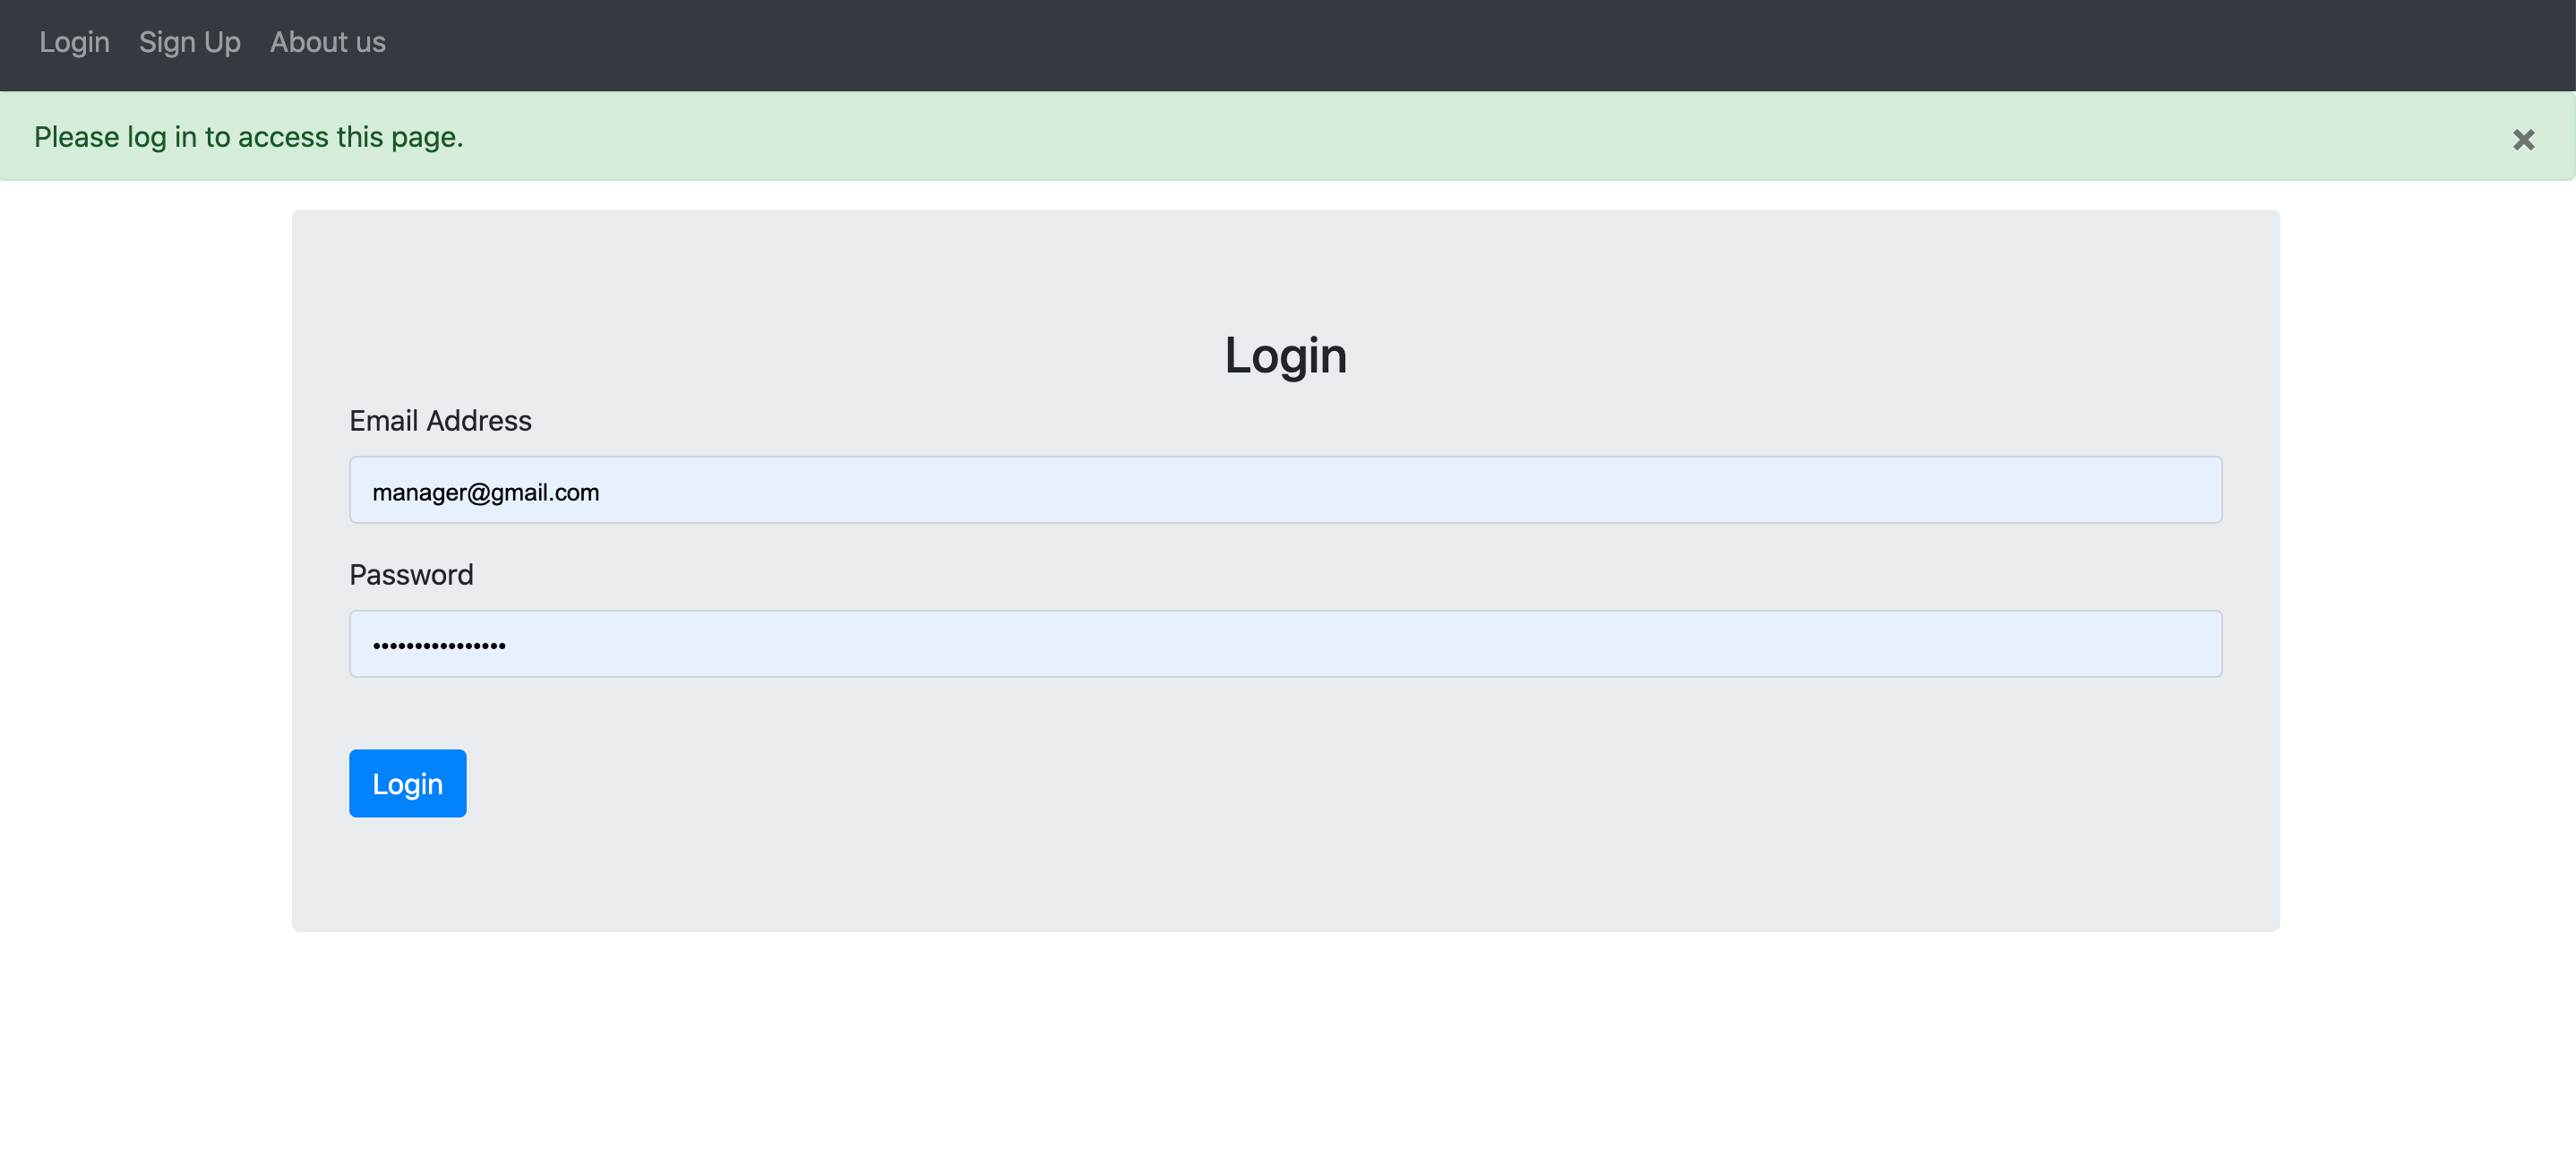 Login Sign Up About us
Please log in to access this page. ×
Login
Email Address
manager@gmail.com
Password
••••••••••••••••
Login